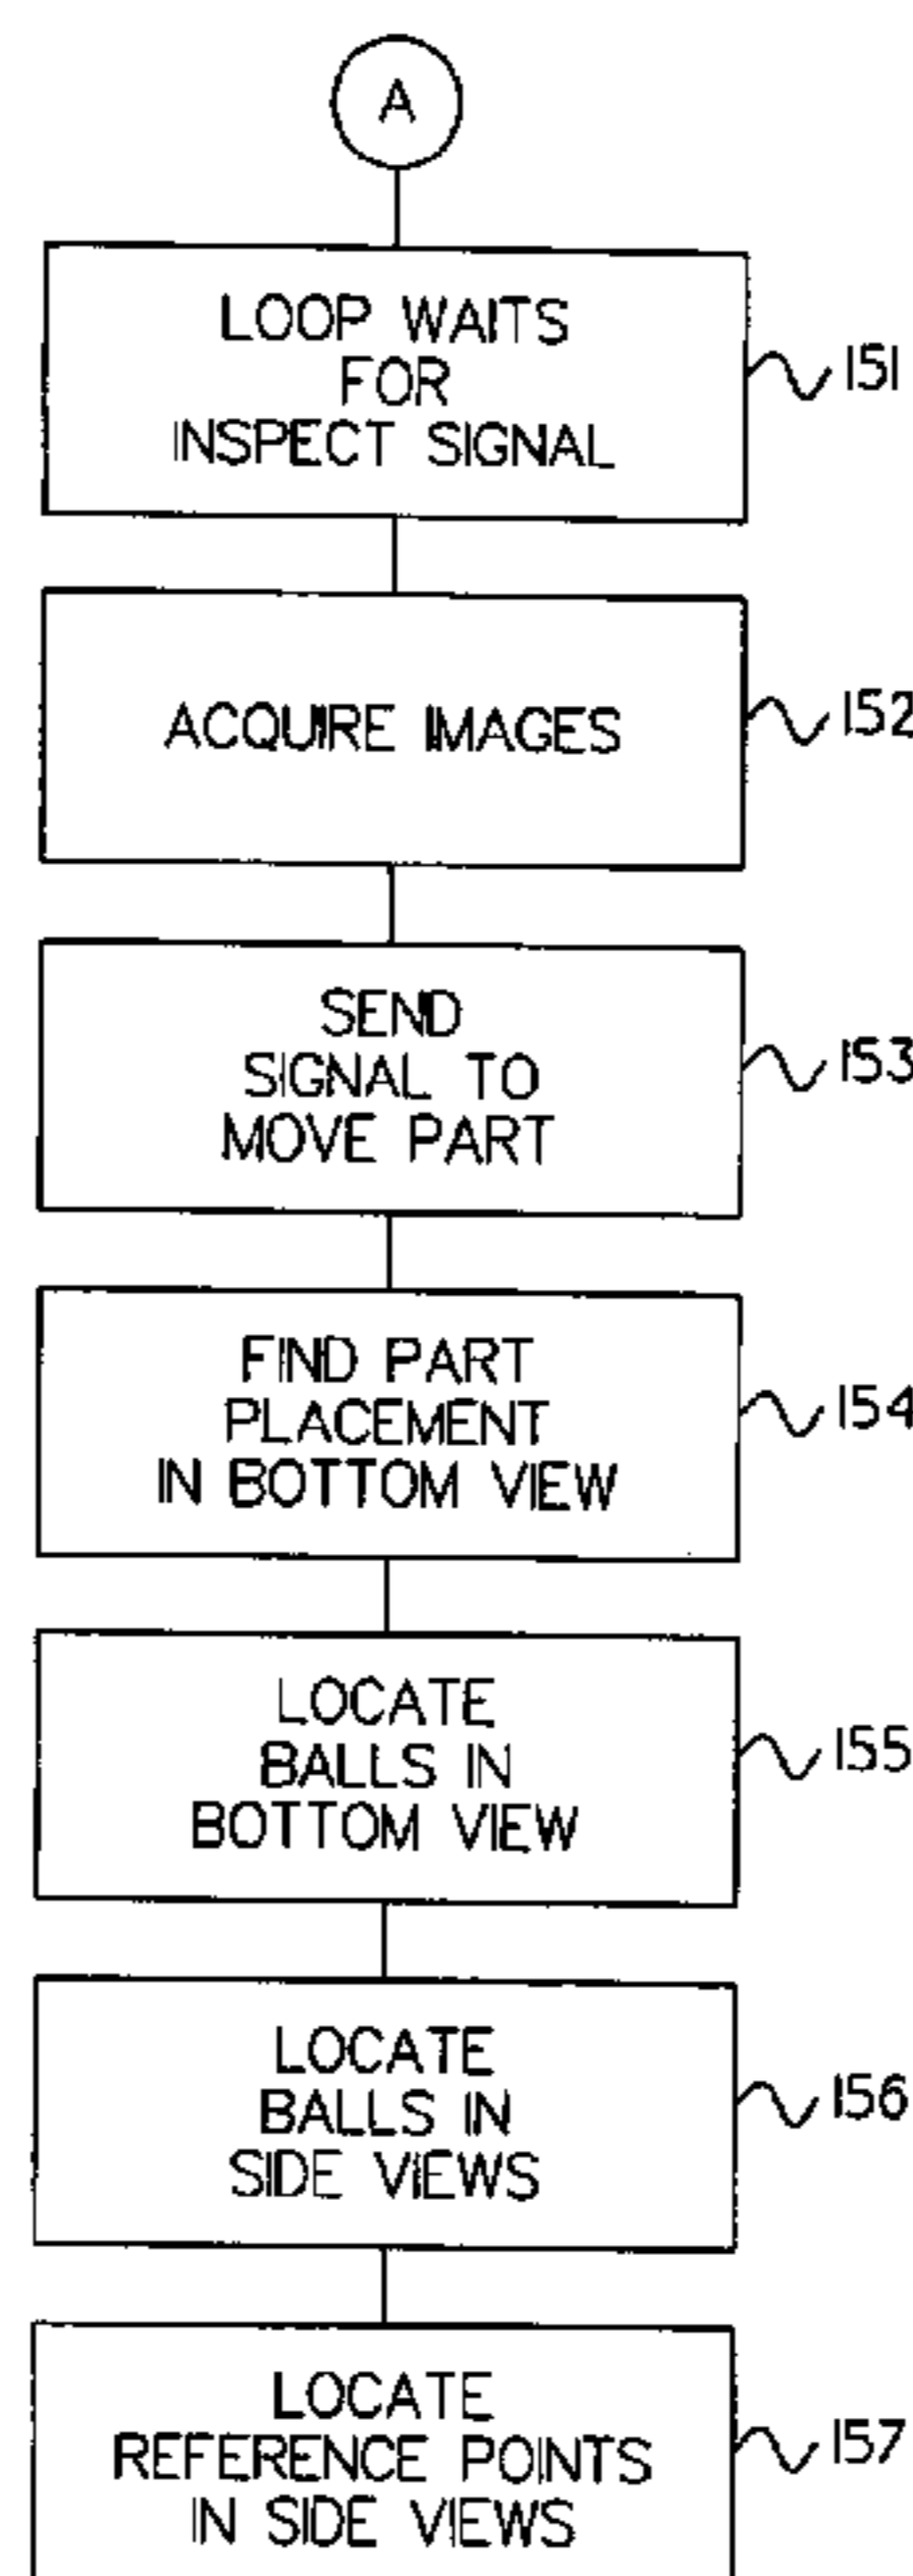 A
LOOP WAITS
FOR
INSPECT SIGNAL
151
ACQUIRE IMAGES
152
SEND
SIGNAL TO
MOVE PART
153
FIND PART
PLACEMENT
IN BOTTOM VIEW
154
LOCATE
BALLS IN
BOTTOM VIEW
155
LOCATE
BALLS IN
SIDE VIEWS
156
LOCATE
REFERENCE POINTS
IN SIDE VIEWS
157